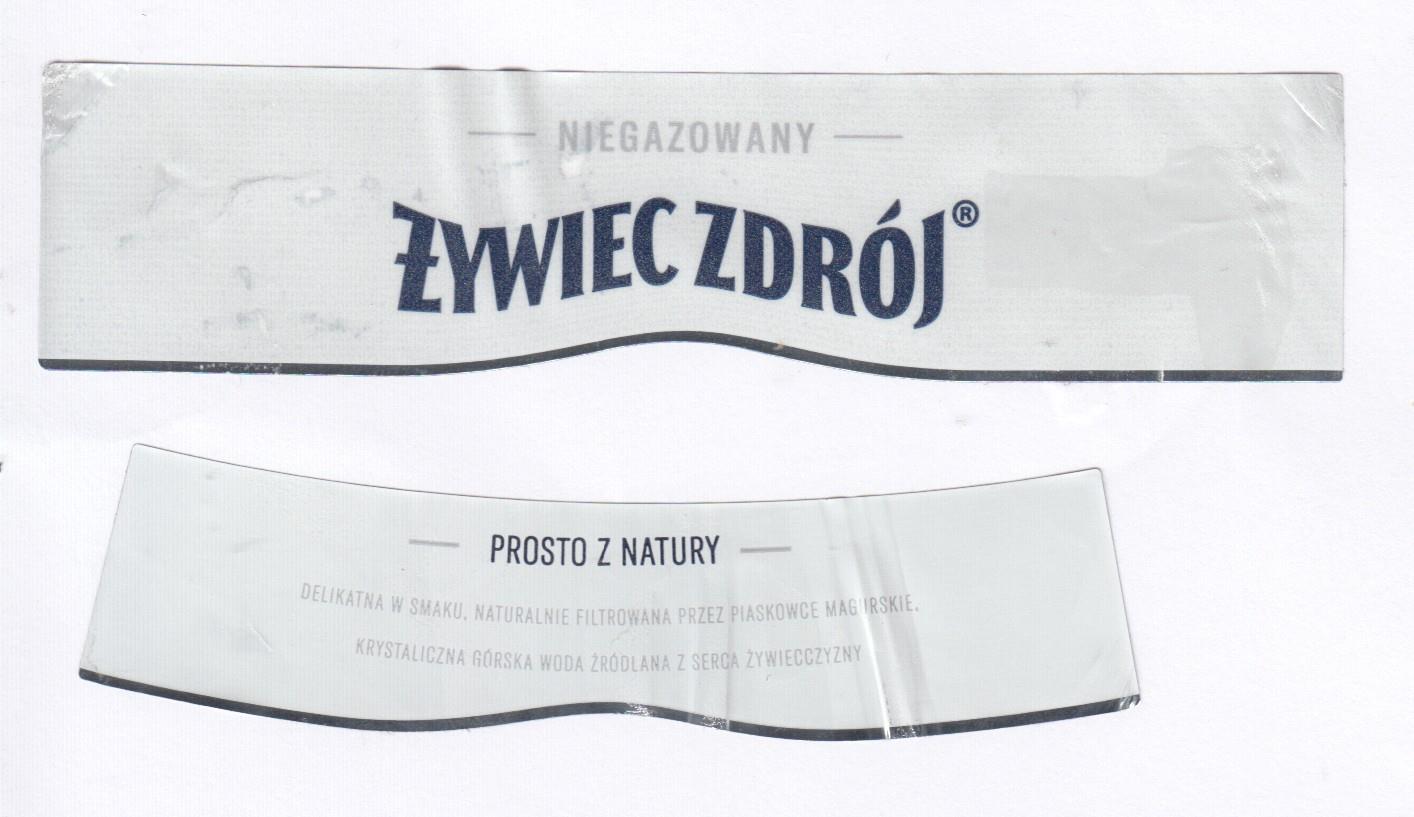 NIEGAZOWANY
ŻYWIEC ZDRÓJ®
PROSTO Z NATURY
DELIKATNA W SMAKU, NATURALNIE FILTROWANA PRZEZ PIASKOWCE MAGURSKIE.
KRYSTALICZNA GÓRSKA WODA ŹRÓDLANA Z SERCA ŻYWIECCZYZNY